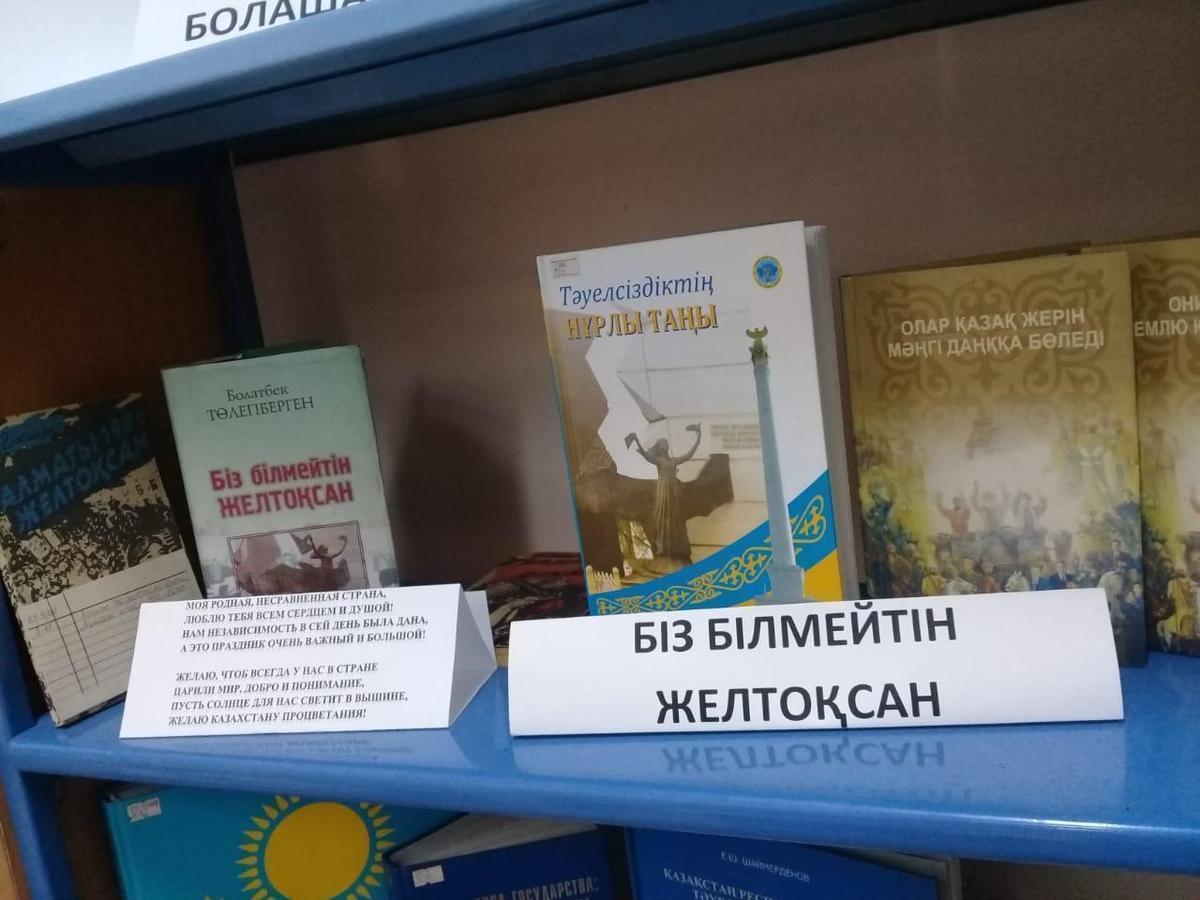 БОЛАША
Тәуелсіздіктің
НҰРЛЫ ТАҢЫ
ОЛАР ҚАЗАҚ ЖЕРІН
МӘҢГІ ДАҢҚҚА БӨЛЕДІ
ОНИ
ЕМЛЮ К
Болатбек
ТӨЛЕПБЕРГЕН
Біз білмейтін
ЖЕЛТОҚСАН
АЛМАТЫ 1986
ЖЕЛТОҚСАН
МОЯ РОДНАЯ, НЕСРАВНЕННАЯ СТРАНА,
ЛЮБЛЮ ТЕБЯ ВСЕМ СЕРДЦЕМ И ДУШОЙ!
НАМ НЕЗАВИСИМОСТЬ В СЕЙ ДЕНЬ БЫЛА ДАНА,
А ЭТО ПРАЗДНИК ОЧЕНЬ ВАЖНЫЙ И БОЛЬШОЙ!
ЖЕЛАЮ, ЧТОБ ВСЕГДА У НАС В СТРАНЕ
ЦАРИЛИ МИР, ДОБРО И ПОНИМАНИЕ,
ПУСТЬ СОЛНЦЕ ДЛЯ НАС СВЕТИТ В ВЫШИНЕ,
ЖЕЛАЮ КАЗАХСТАНУ ПРОЦВЕТАНИЯ!
БІЗ БІЛМЕЙТІН
ЖЕЛТОҚСАН
ГОСУДАРСТВА:
Е.Ш. ШАЙМЕРДЕНОВ
ҚАЗАҚСТАН РЕСП